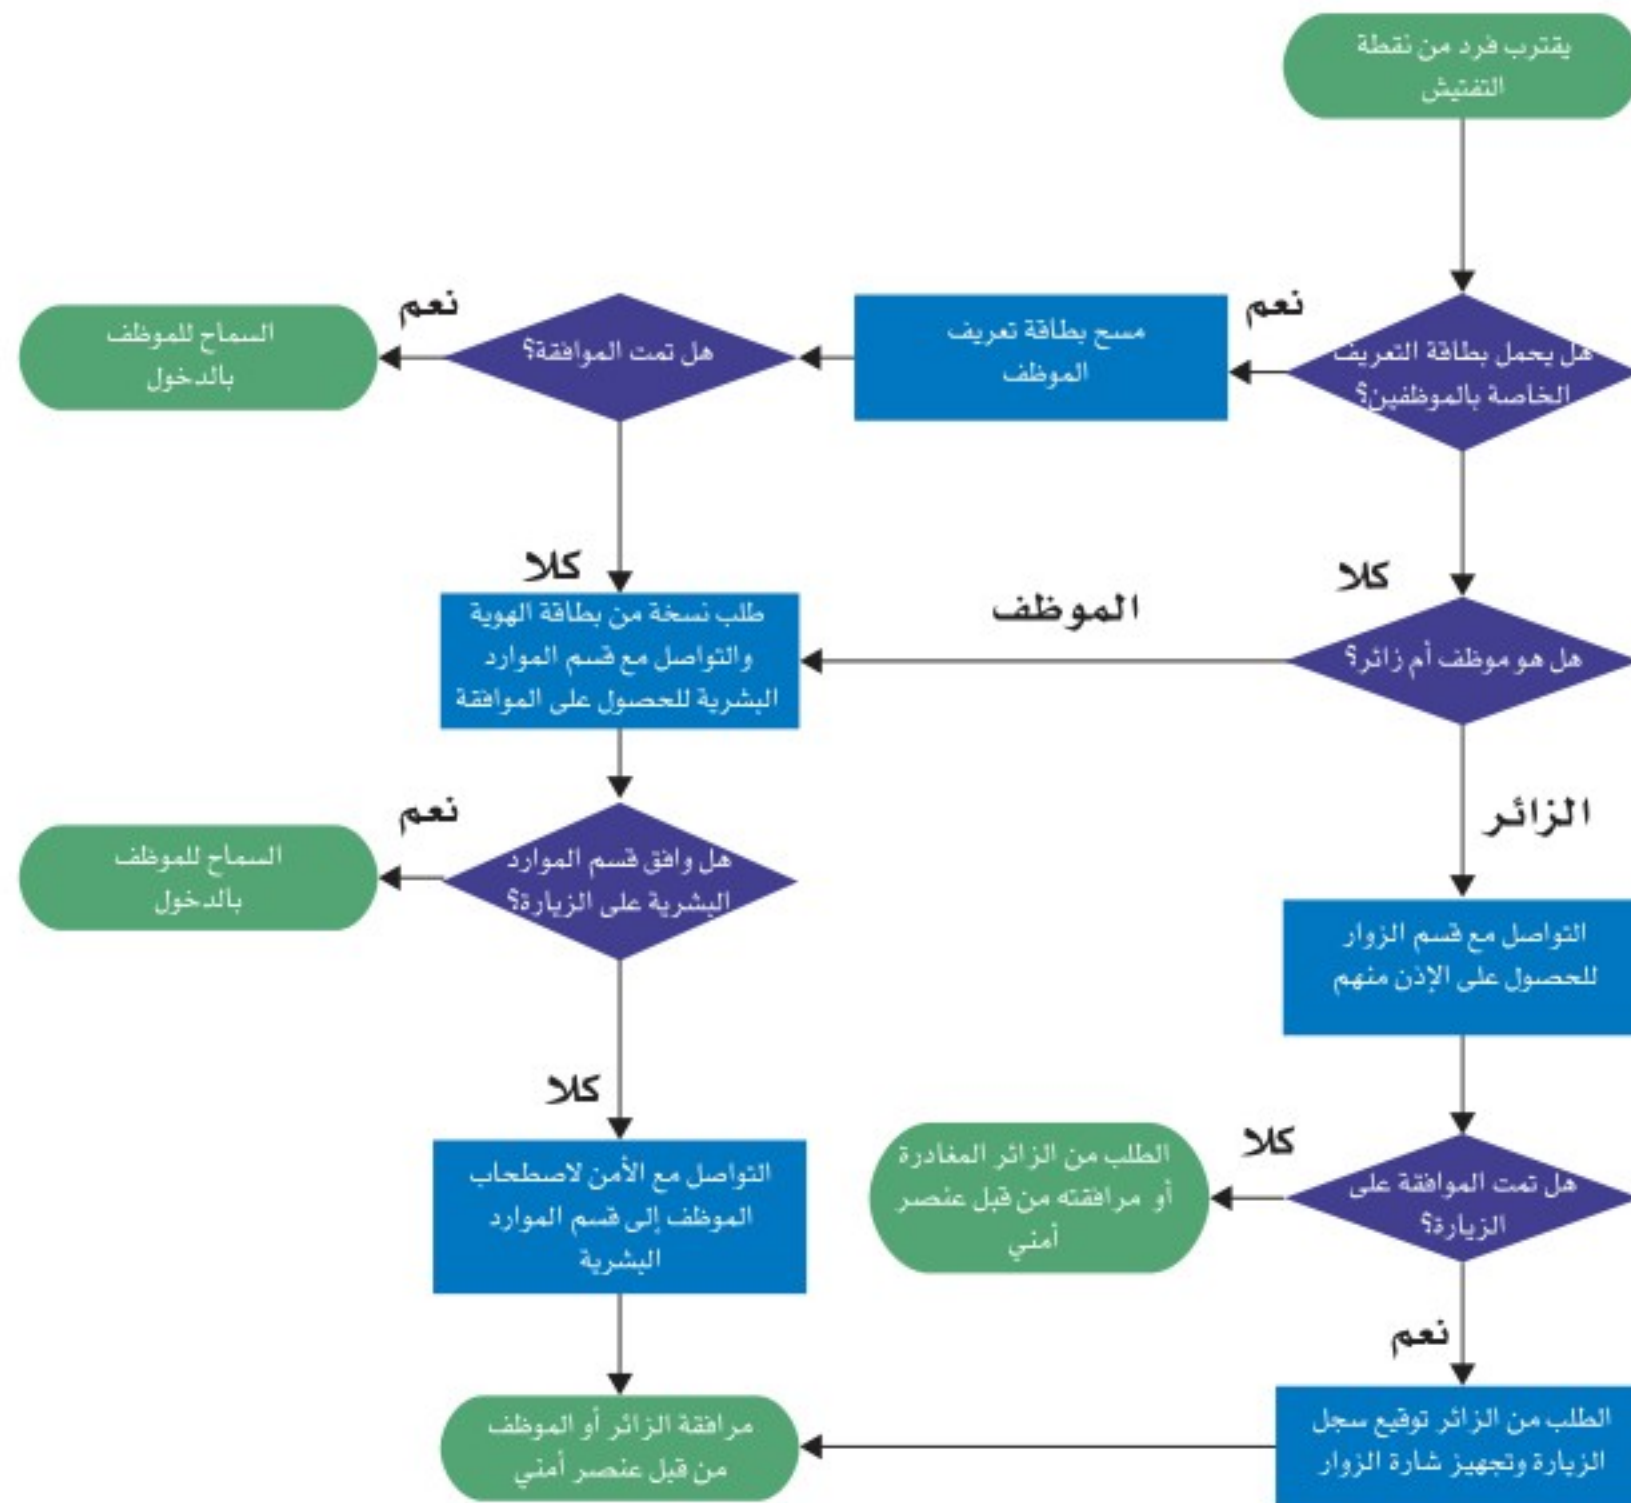 يقترب فرد من نقطة
التفتيش
هل يحمل بطاقة التعريف
الخاصة بالموظفين؟
نعم
مسح بطاقة تعريف
الموظف
هل تمت الموافقة؟
نعم
السماح للموظف
بالدخول
كلا
كلا
هل هو موظف أم زائر؟
الموظف
طلب نسخة من بطاقة الهوية
والتواصل مع قسم الموارد
البشرية للحصول على الموافقة
الزائر
هل وافق قسم الموارد
البشرية على الزيارة؟
نعم
السماح للموظف
بالدخول
التواصل مع قسم الزوار
للحصول على الإذن منهم
كلا
هل تمت الموافقة على
الزيارة؟
كلا
الطلب من الزائر المغادرة
أو مرافقته من قبل عنصر
أمني
التواصل مع الأمن لاصطحاب
الموظف إلى قسم الموارد
البشرية
نعم
الطلب من الزائر توقيع سجل
الزيارة وتجهيز شارة الزوار
مرافقة الزائر أو الموظف
من قبل عنصر أمني